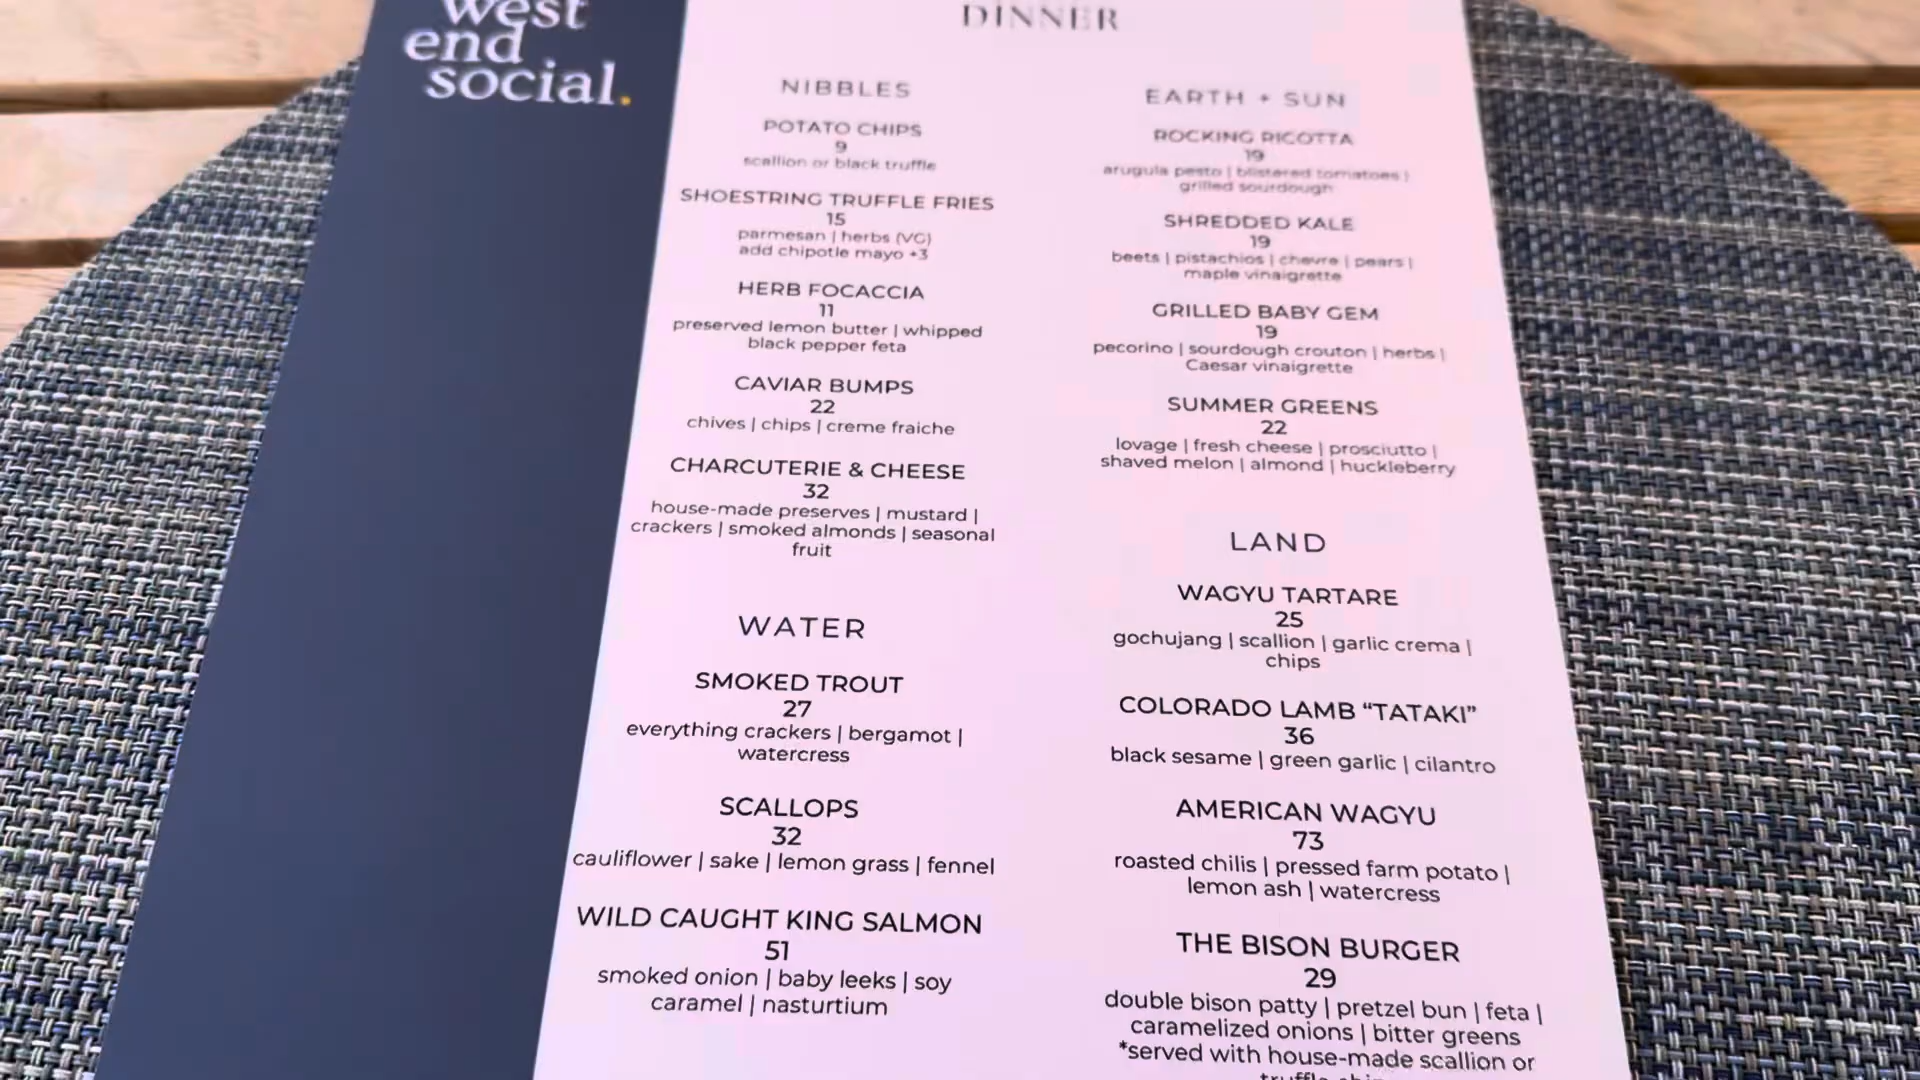 west
end
social.
DINNER
NIBBLES
POTATO CHIPS
9
scallion or black truffle
SHOESTRING TRUFFLE FRIES
15
parmesan | herbs (VG)
add chipotle mayo +3
HERB FOCACCIA
11
preserved lemon butter | whipped
black pepper feta
CAVIAR BUMPS
22
chives | chips | creme fraiche
CHARCUTERIE & CHEESE
32
house-made preserves | mustard |
crackers | smoked almonds | seasonal
fruit
WATER
SMOKED TROUT
27
everything crackers | bergamot |
watercress
SCALLOPS
32
cauliflower | sake | lemon grass | fennel
WILD CAUGHT KING SALMON
51
smoked onion | baby leeks | soy
caramel | nasturtium
EARTH + SUN
ROCKING RICOTTA
19
arugula pesto | blistered tomatoes |
grilled sourdough
SHREDDED KALE
19
beets | pistachios | chevre | pears |
maple vinaigrette
GRILLED BABY GEM
19
pecorino | sourdough crouton | herbs |
Caesar vinaigrette
SUMMER GREENS
22
lovage | fresh cheese | prosciutto |
shaved melon | almond | huckleberry
LAND
WAGYU TARTARE
25
gochujang | scallion | garlic crema |
chips
COLORADO LAMB “TATAKI”
36
black sesame | green garlic | cilantro
AMERICAN WAGYU
73
roasted chilis | pressed farm potato |
lemon ash | watercress
THE BISON BURGER
29
double bison patty | pretzel bun | feta |
caramelized onions | bitter greens
*served with house-made scallion or